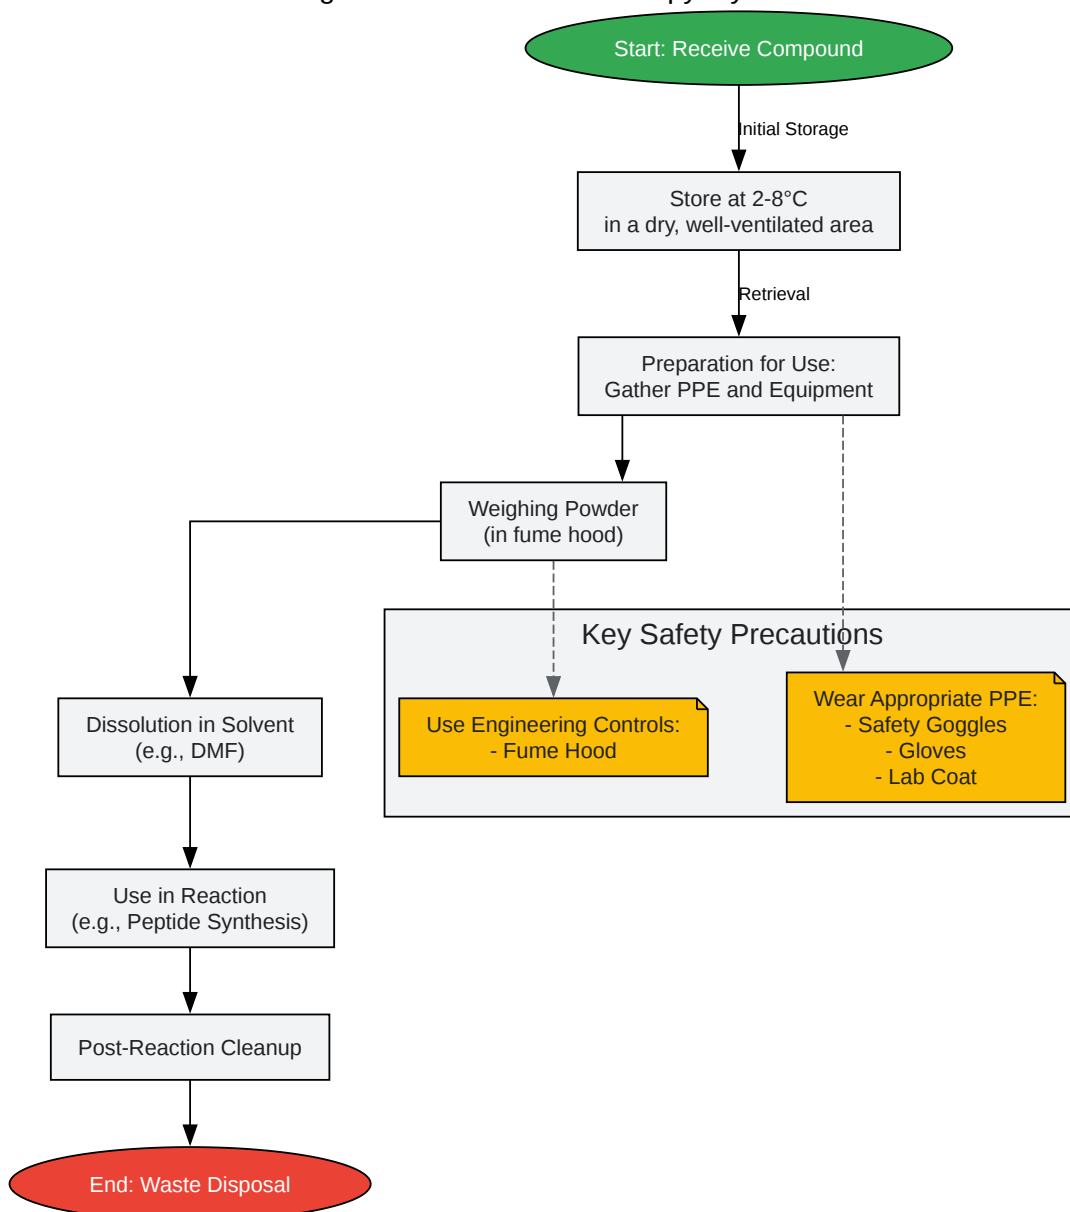 Start: Receive Compound
Initial Storage
Store at 2-8°C
in a dry, well-ventilated area
Retrieval
Preparation for Use:
Gather PPE and Equipment
Weighing Powder
(in fume hood)
Key Safety Precautions
Dissolution in Solvent
(e.g., DMF)
Use Engineering Controls:
- Fume Hood
Wear Appropriate PPE:
- Safety Goggles
- Gloves
- Lab Coat
Use in Reaction
(e.g., Peptide Synthesis)
Post-Reaction Cleanup
End: Waste Disposal